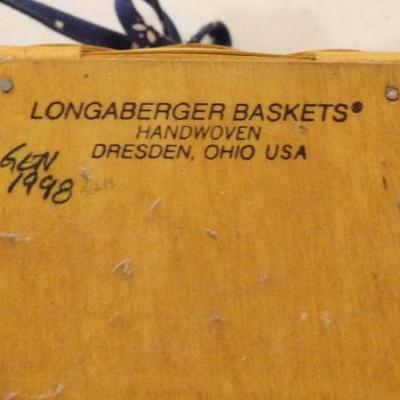 LONGABERGER BASKETS®
HANDWOVEN
DRESDEN, OHIO USA
GEN
1998